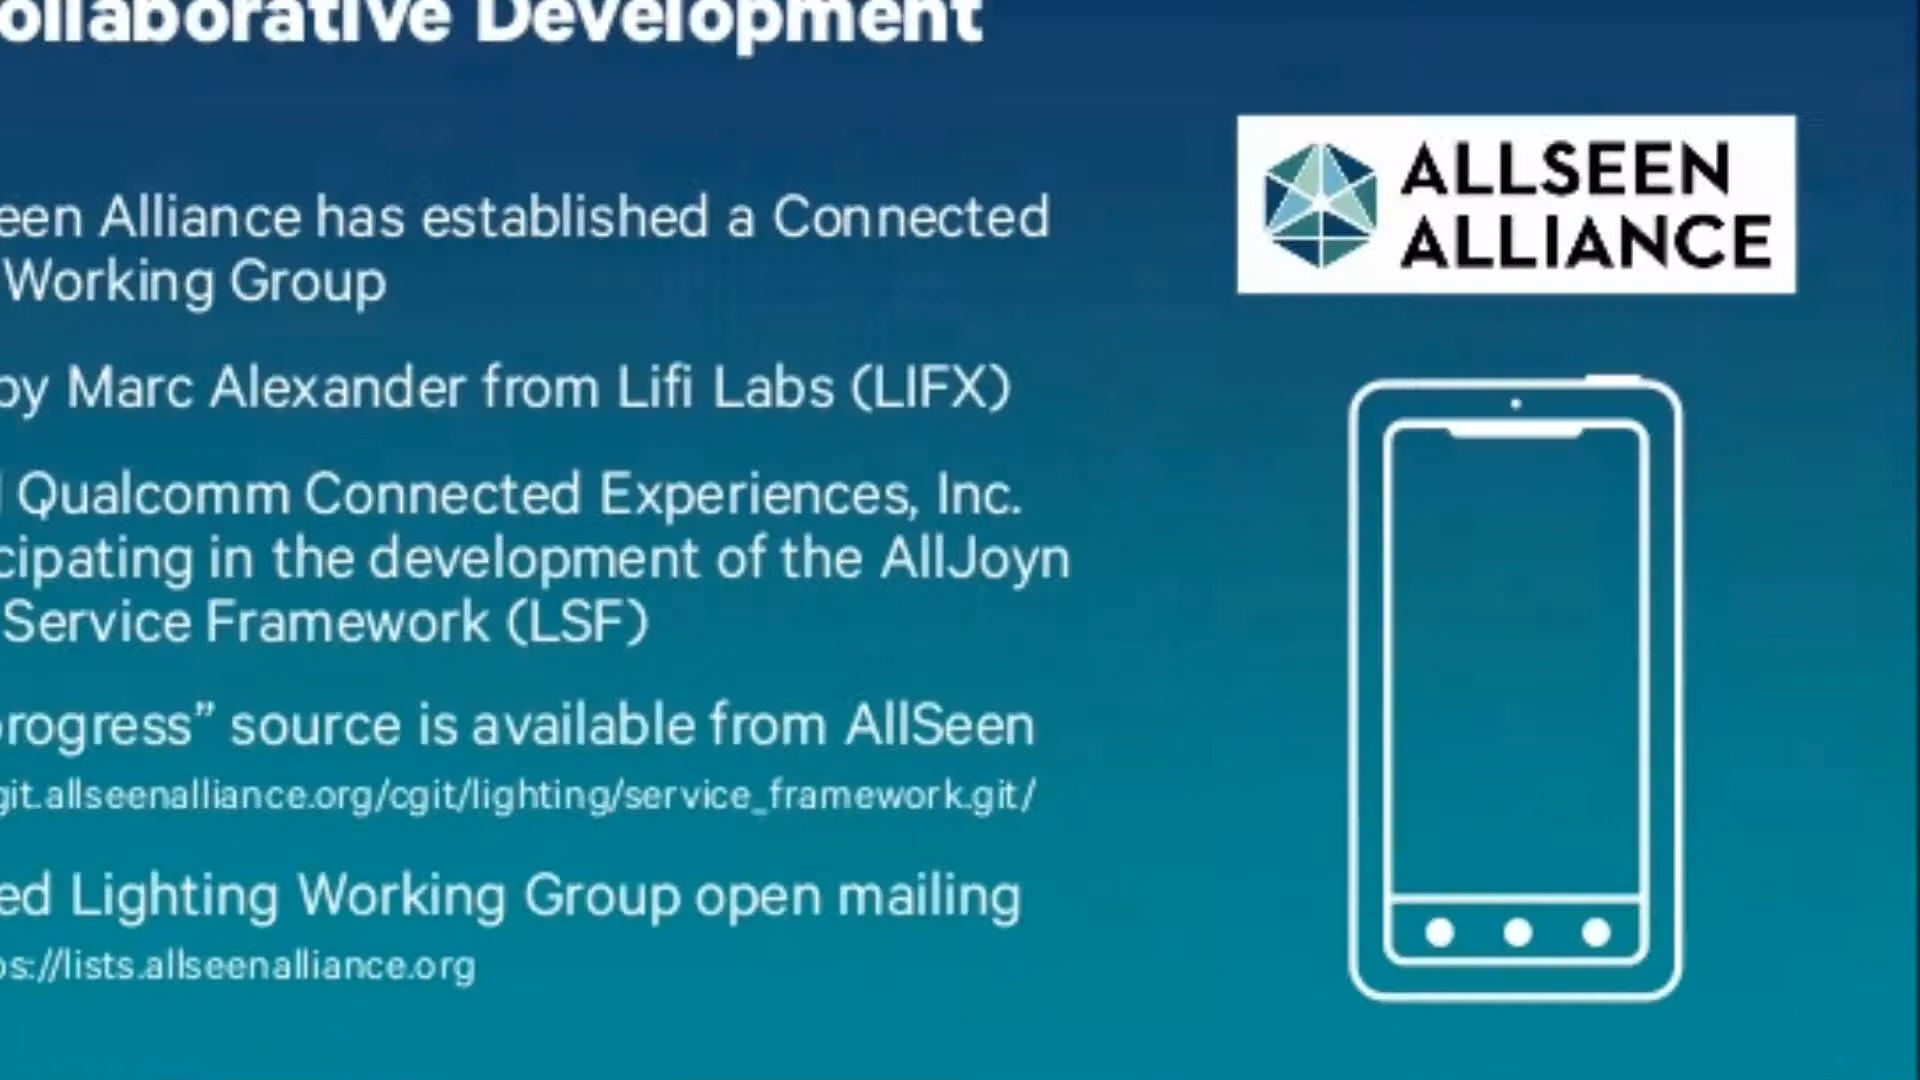 ollaborative Development
ALLSEEN
ALLIANCE
een Alliance has established a Connected
Working Group
by Marc Alexander from Lifi Labs (LIFX)
Qualcomm Connected Experiences, Inc.
cipating in the development of the AllJoyn
Service Framework (LSF)
progress” source is available from AllSeen
git.allseenalliance.org/cgit/lighting/service_framework.git/
ed Lighting Working Group open mailing
ps://lists.allseenalliance.org